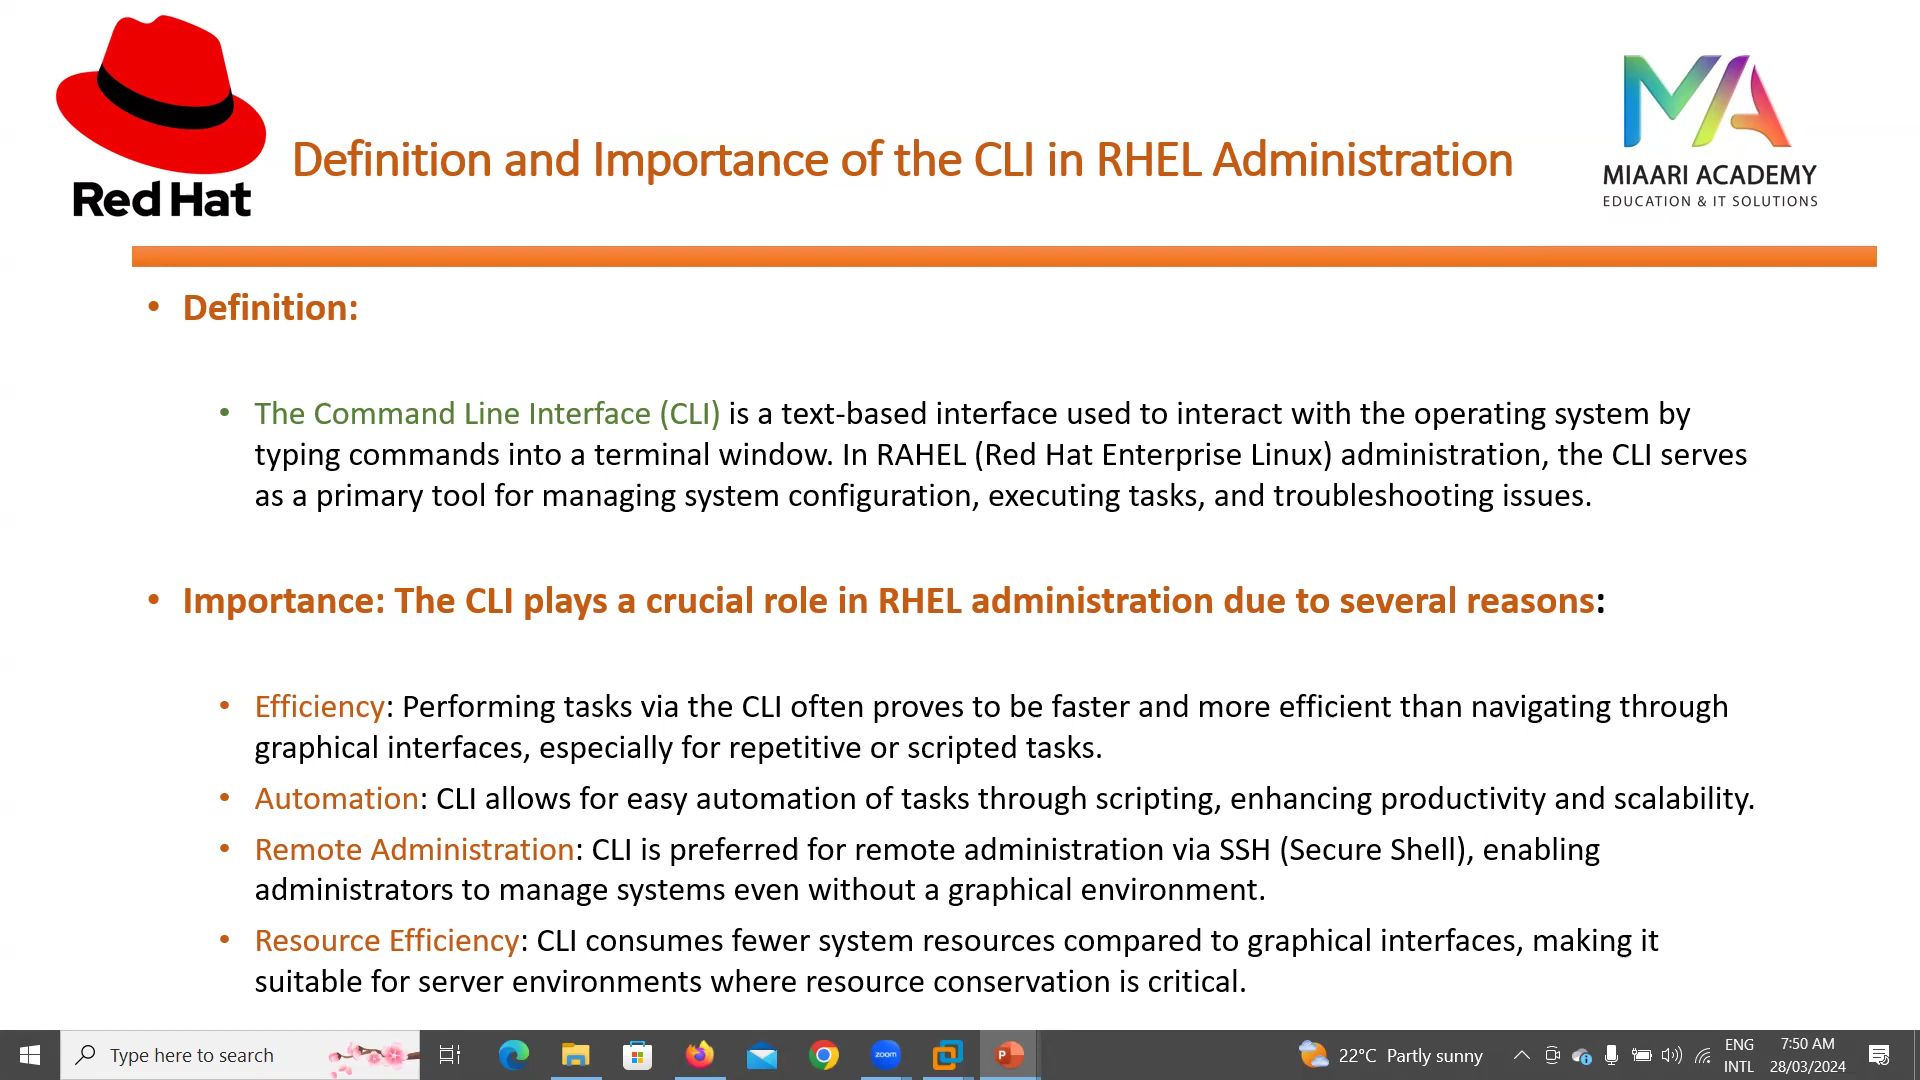 Red Hat
Definition and Importance of the CLI in RHEL Administration
MIAARI ACADEMY
EDUCATION & IT SOLUTIONS
• Definition:
• The Command Line Interface (CLI) is a text-based interface used to interact with the operating system by
typing commands into a terminal window. In RAHEL (Red Hat Enterprise Linux) administration, the CLI serves
as a primary tool for managing system configuration, executing tasks, and troubleshooting issues.
• Importance: The CLI plays a crucial role in RHEL administration due to several reasons:
• Efficiency: Performing tasks via the CLI often proves to be faster and more efficient than navigating through
graphical interfaces, especially for repetitive or scripted tasks.
• Automation: CLI allows for easy automation of tasks through scripting, enhancing productivity and scalability.
• Remote Administration: CLI is preferred for remote administration via SSH (Secure Shell), enabling
administrators to manage systems even without a graphical environment.
• Resource Efficiency: CLI consumes fewer system resources compared to graphical interfaces, making it
suitable for server environments where resource conservation is critical.
Type here to search
zoom
22°C Partly sunny
ENG
INTL
7:50 AM
28/03/2024